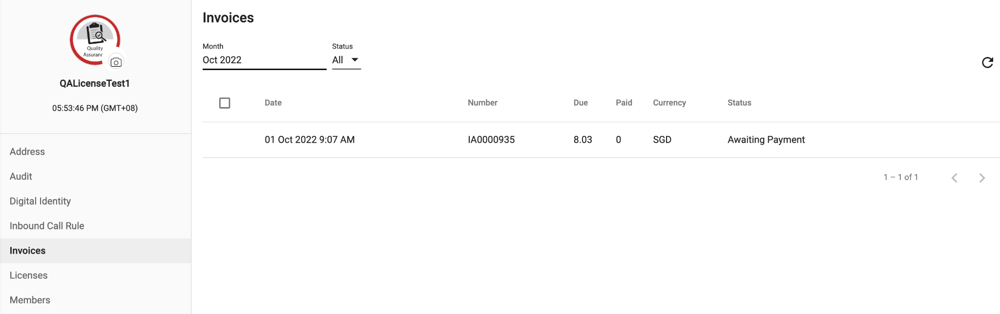 Quality
Assuranc
QALicenseTest1
05:53:46 PM (GMT+08)
Address
Audit
Digital Identity
Inbound Call Rule
Invoices
Licenses
Members
Invoices
Month
Status
Oct 2022
All
Date Number Due Paid Currency Status
01 Oct 2022 9:07 AM IA0000935 8.03 0 SGD Awaiting Payment
1 – 1 of 1